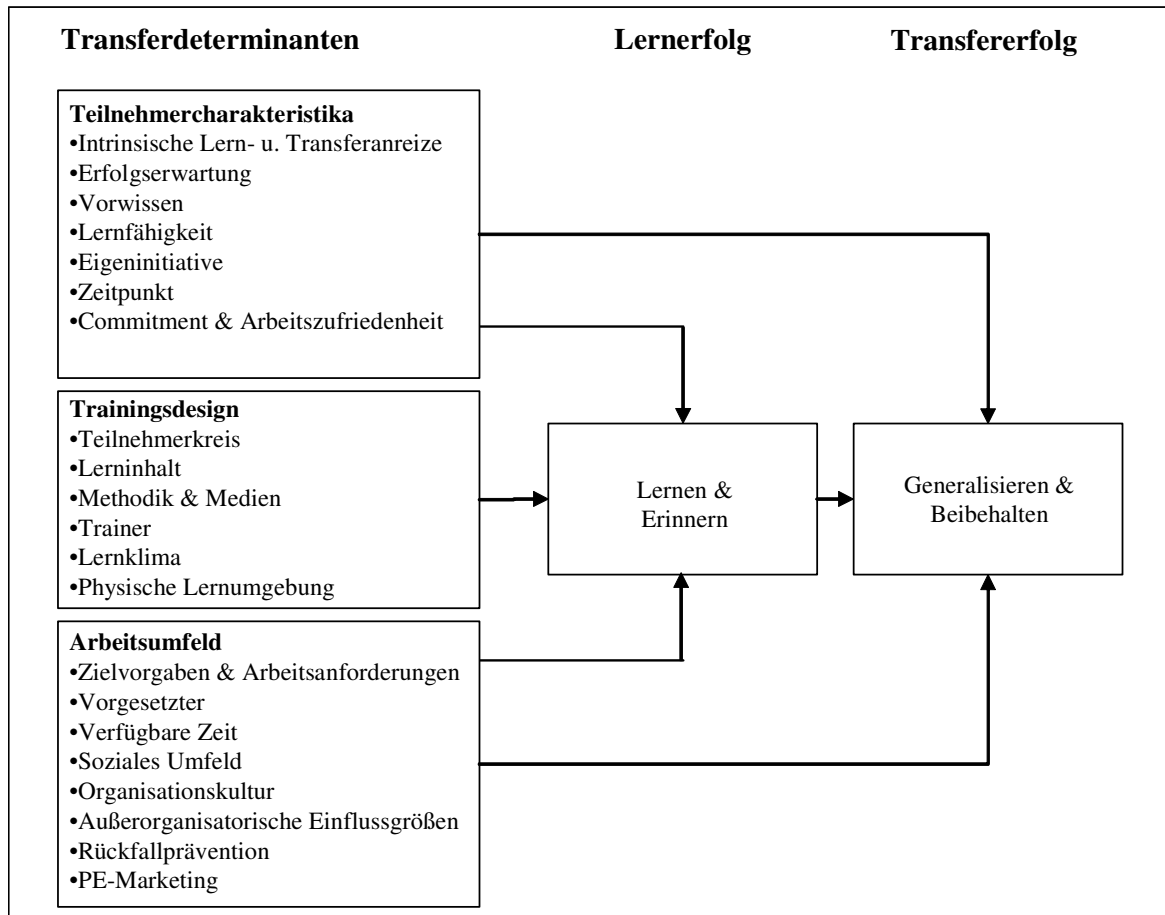 Transferdeterminanten
Lernerfolg
Transfererfolg
Teilnehmercharakteristika
•Intrinsische Lern- u. Transferanreize
•Erfolgserwartung
•Vorwissen
•Lernfähigkeit
•Eigeninitiative
•Zeitpunkt
•Commitment & Arbeitszufriedenheit
Trainingsdesign
•Teilnehmerkreis
•Lerninhalt
•Methodik & Medien
•Trainer
•Lernklima
•Physische Lernumgebung
Lernen &
Erinnern
Generalisieren &
Beibehalten
Arbeitsumfeld
•Zielvorgaben & Arbeitsanforderungen
•Vorgesetzter
•Verfügbare Zeit
•Soziales Umfeld
•Organisationskultur
•Außerorganisatorische Einflussgrößen
•Rückfallprävention
•PE-Marketing